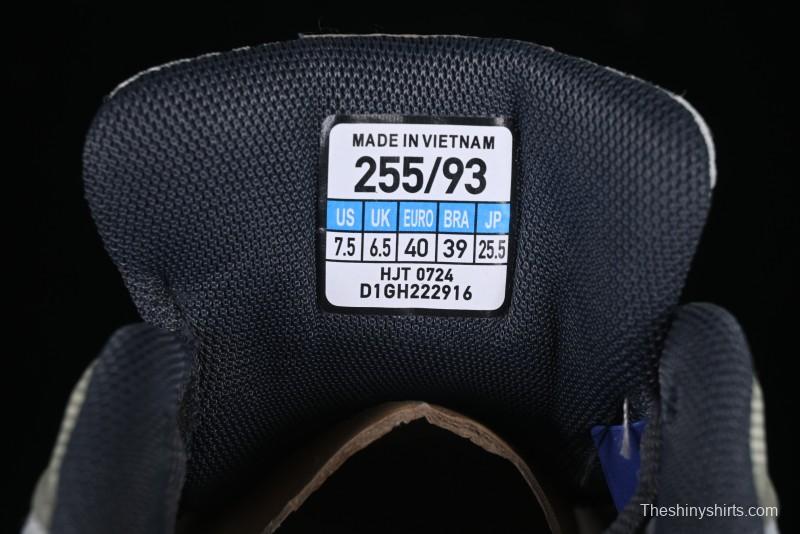 MADE IN VIETNAM
255/93
US UK EURO BRA JP
7.5 6.5 40 39 25.5
HJT 0724
D1GH222916
Theshinyshirts.com